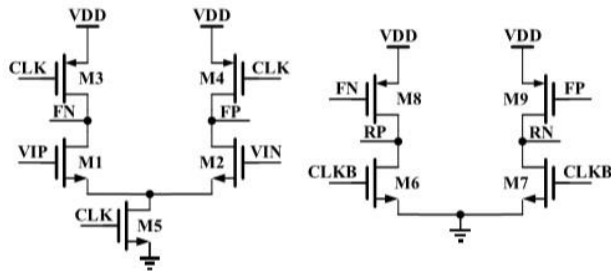 VDD VDD
CLK M3 M4 CLK
FN FP
VIP M1 M2 VIN
CLK M5
VDD VDD
FN M8 M9 FP
RP RN
CLKB M6 M7 CLKB